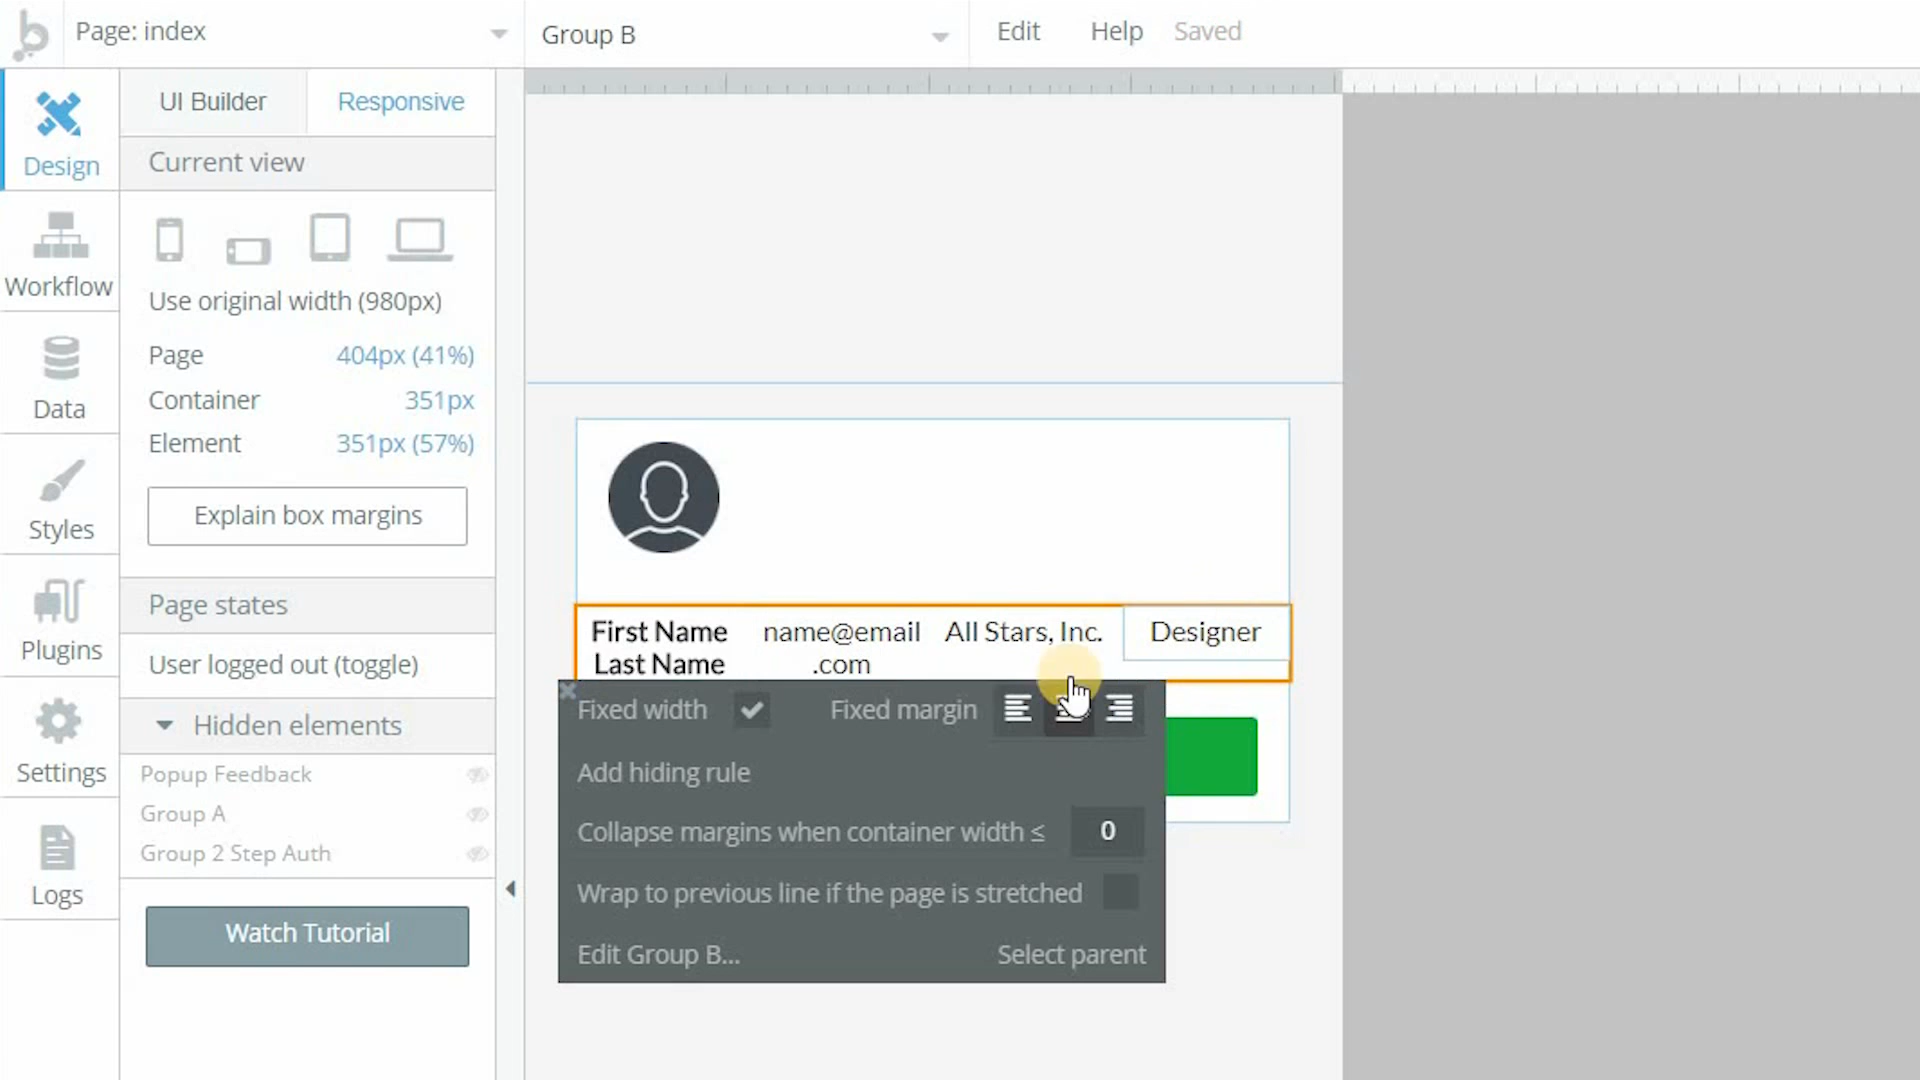 Page: index
Group B
Edit
Help
Saved
UI Builder
Responsive
Design
Current view
Workflow
Use original width (980px)
Page 404px (41%)
Container 351px
Data
Element 351px (57%)
Explain box margins
Styles
Page states
Plugins
User logged out (toggle)
Hidden elements
Settings
Popup Feedback
Group A
Group 2 Step Auth
Logs
Watch Tutorial
First Name name@email All Stars, Inc. Designer
Last Name .com
Fixed width Fixed margin
Add hiding rule
Collapse margins when container width ≤ 0
Wrap to previous line if the page is stretched
Edit Group B... Select parent